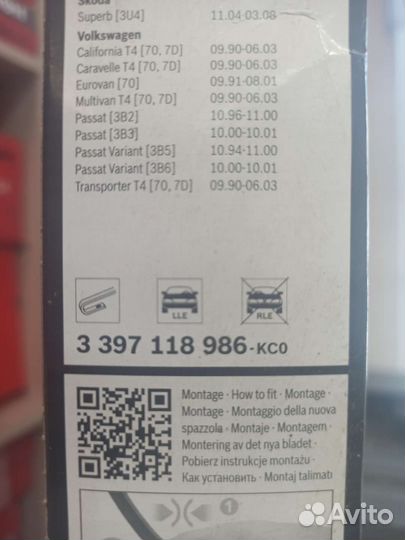 Skoda
Superb [3U4] 11.04-03.08
Volkswagen
California T4 [70, 7D] 09.90-06.03
Caravelle T4 [70, 7D] 09.90-06.03
Eurovan [70] 09.91-08.01
Multivan T4 [70, 7D] 09.90-06.03
Passat [3B2] 10.96-11.00
Passat [3B3] 10.00-10.01
Passat Variant [3B5] 10.94-11.00
Passat Variant [3B6] 10.00-10.01
Transporter T4 [70, 7D] 09.90-06.03
LLE RLE
3 397 118 986-KC0
Montage · How to fit · Montage ·
Montage · Montaggio della nuova
spazzola · Montaje · Montagem ·
Montering av det nya bladet ·
Pobierz instrukcje montażu ·
Как установить · Montaj talimatı
1
Avito